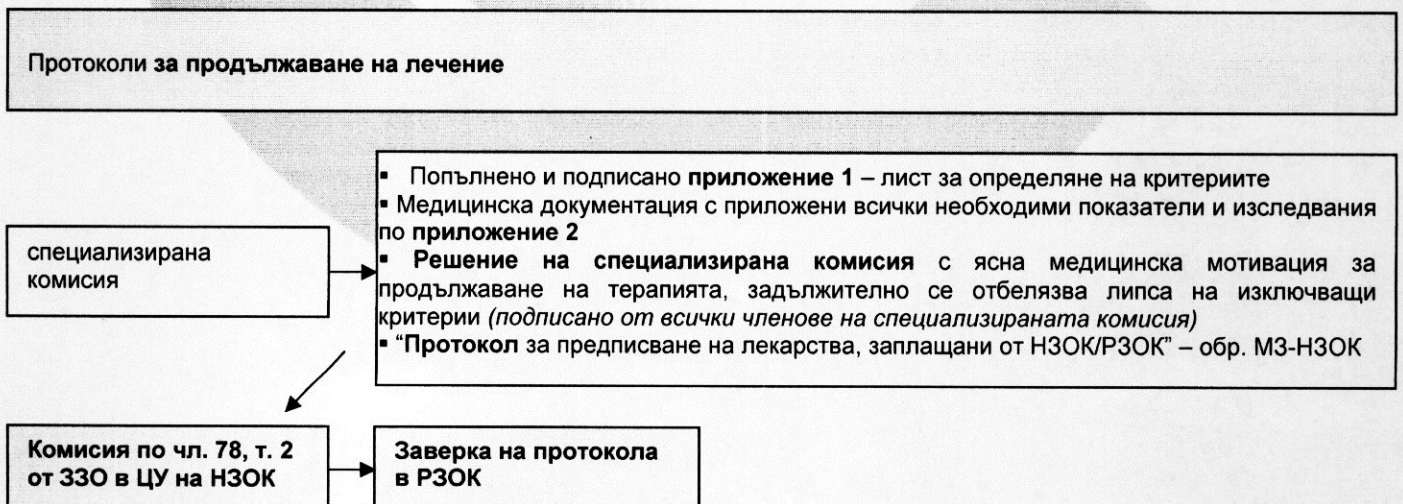 Протоколи за продължаване на лечение
▪ Попълнено и подписано приложение 1 – лист за определяне на критериите
▪ Медицинска документация с приложени всички необходими показатели и изследвания
по приложение 2
▪ Решение на специализирана комисия с ясна медицинска мотивация за
продължаване на терапията, задължително се отбелязва липса на изключващи
критерии (подписано от всички членове на специализираната комисия)
▪ “Протокол за предписване на лекарства, заплащани от НЗОК/РЗОК” – обр. МЗ-НЗОК
специализирана
комисия
Комисия по чл. 78, т. 2
от ЗЗО в ЦУ на НЗОК
Заверка на протокола
в РЗОК